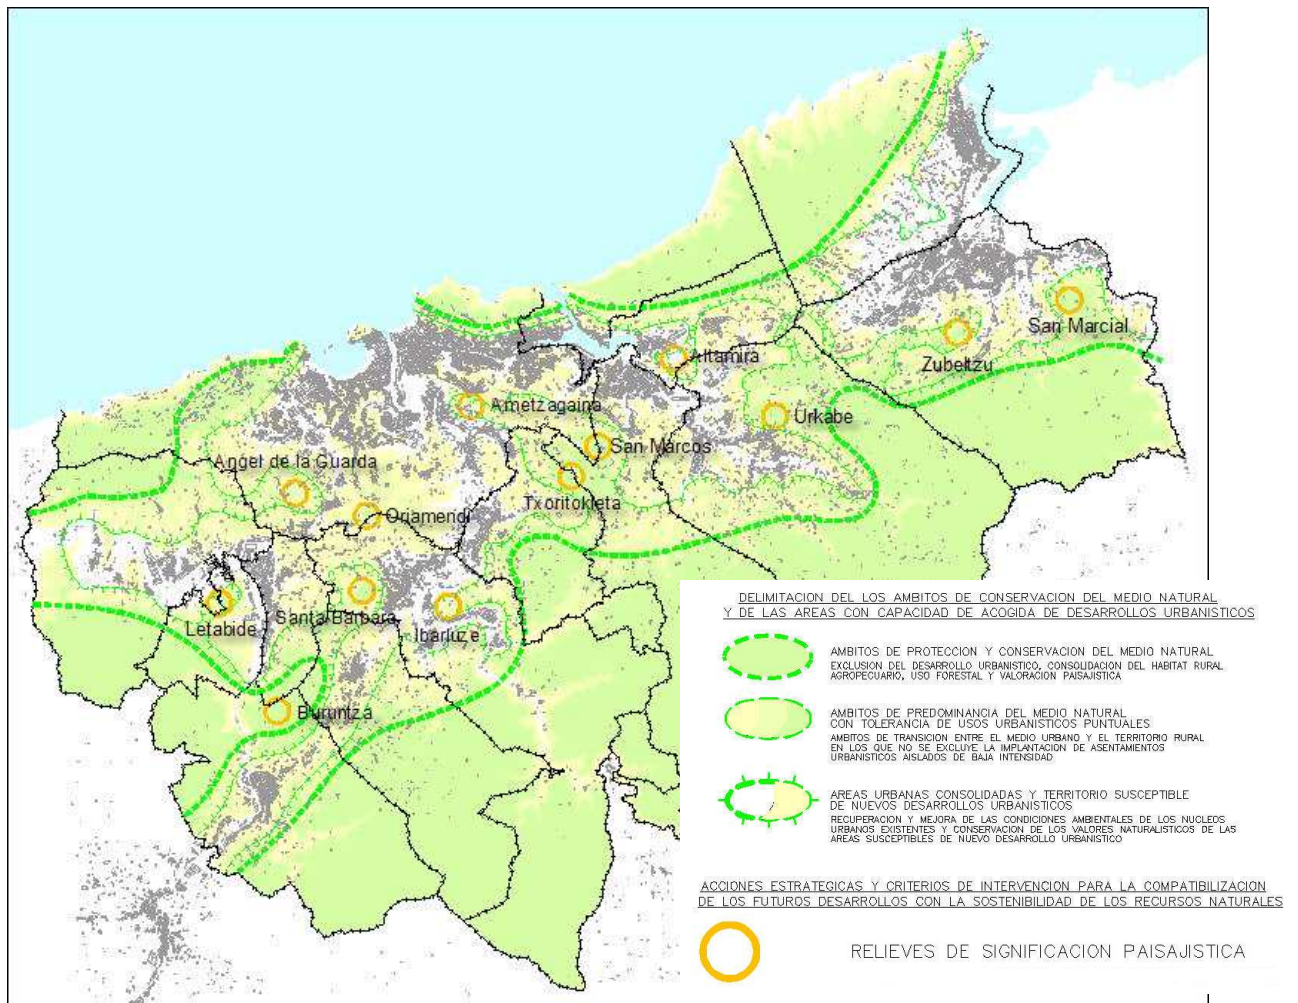 San Marcial
Zubeltzu
Altamira
Ametzagaina
Urkabe
San Marcos
Angel de la Guarda
Txoritokieta
Oriamendi
Santa Barbara
Letabide
Ibarluze
Buruntza
DELIMITACION DEL LOS AMBITOS DE CONSERVACION DEL MEDIO NATURAL
Y DE LAS AREAS CON CAPACIDAD DE ACOGIDA DE DESARROLLOS URBANISTICOS
AMBITOS DE PROTECCION Y CONSERVACION DEL MEDIO NATURAL
EXCLUSION DEL DESARROLLO URBANISTICO, CONSOLIDACION DEL HABITAT RURAL
AGROPECUARIO, USO FORESTAL Y VALORACION PAISAJISTICA
AMBITOS DE PREDOMINANCIA DEL MEDIO NATURAL
CON TOLERANCIA DE USOS URBANISTICOS PUNTUALES
AMBITOS DE TRANSICION ENTRE EL MEDIO URBANO Y EL TERRITORIO RURAL
EN LOS QUE NO SE EXCLUYE LA IMPLANTACION DE ASENTAMIENTOS
URBANISTICOS AISLADOS DE BAJA INTENSIDAD
AREAS URBANAS CONSOLIDADAS Y TERRITORIO SUSCEPTIBLE
DE NUEVOS DESARROLLOS URBANISTICOS
RECUPERACION Y MEJORA DE LAS CONDICIONES AMBIENTALES DE LOS NUCLEOS
URBANOS EXISTENTES Y CONSERVACION DE LOS VALORES NATURALISTICOS DE LAS
AREAS SUSCEPTIBLES DE NUEVO DESARROLLO URBANISTICO
ACCIONES ESTRATEGICAS Y CRITERIOS DE INTERVENCION PARA LA COMPATIBILIZACION
DE LOS FUTUROS DESARROLLOS CON LA SOSTENIBILIDAD DE LOS RECURSOS NATURALES
RELIEVES DE SIGNIFICACION PAISAJISTICA